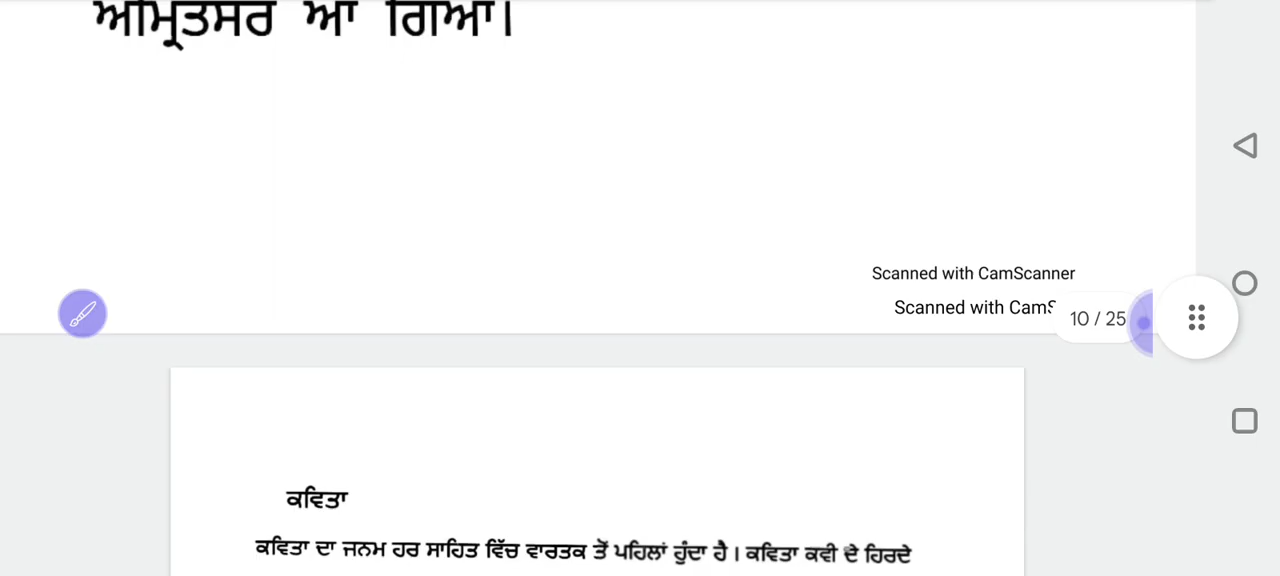 ਅੰਮ੍ਰਿਤਸਰ ਆ ਗਿਆ।
Scanned with CamScanner
Scanned with CamS
10 / 25
ਕਵਿਤਾ
ਕਵਿਤਾ ਦਾ ਜਨਮ ਹਰ ਸਾਹਿਤ ਵਿੱਚ ਵਾਰਤਕ ਤੋਂ ਪਹਿਲਾਂ ਹੁੰਦਾ ਹੈ। ਕਵਿਤਾ ਕਵੀ ਦੇ ਹਿਰਦੇ